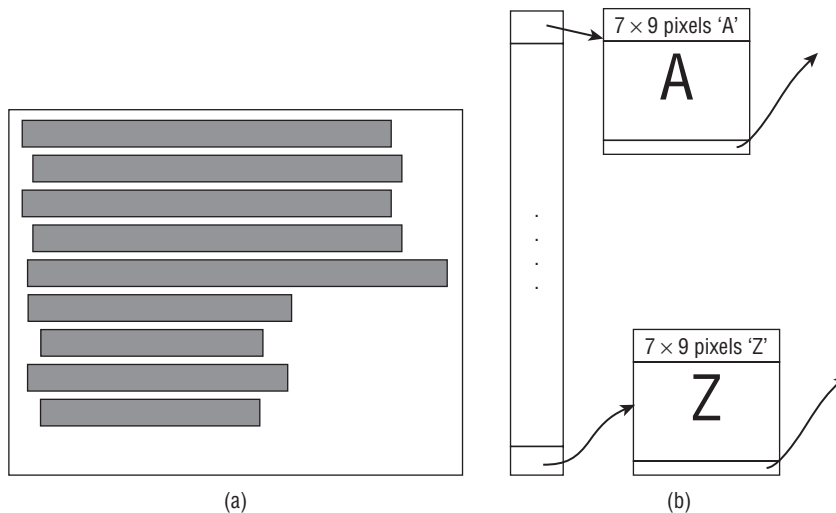 7 × 9 pixels ‘A’
A
7 × 9 pixels ‘Z’
Z
(a)
(b)